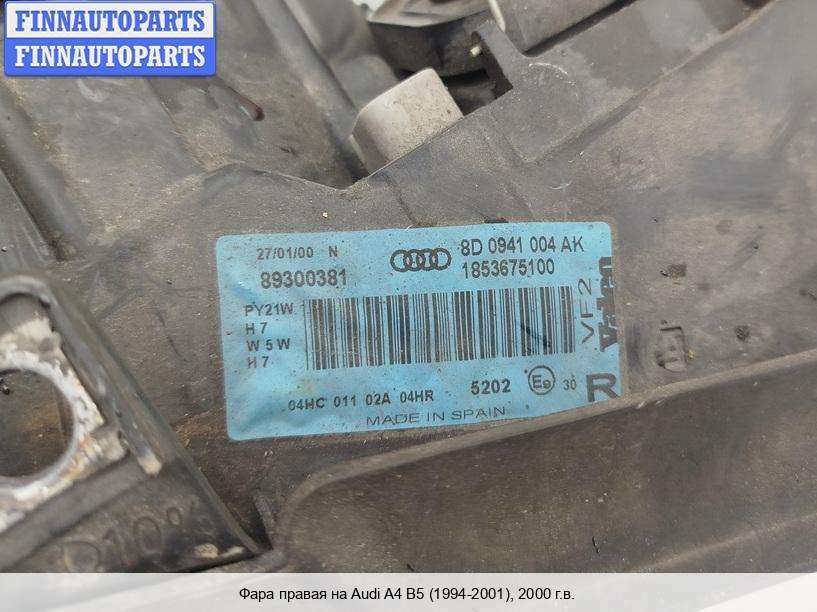 FINNAUTOPARTS
FINNAUTOPARTS
27/01/00 N
8D 0941 004 AK
89300381
1853675100
PY21W
H7
W5W
H7
VF2
Valeo
04HC 011 02A 04HR
5202
E9
30
R
MADE IN SPAIN
Фара правая на Audi A4 B5 (1994-2001), 2000 г.в.